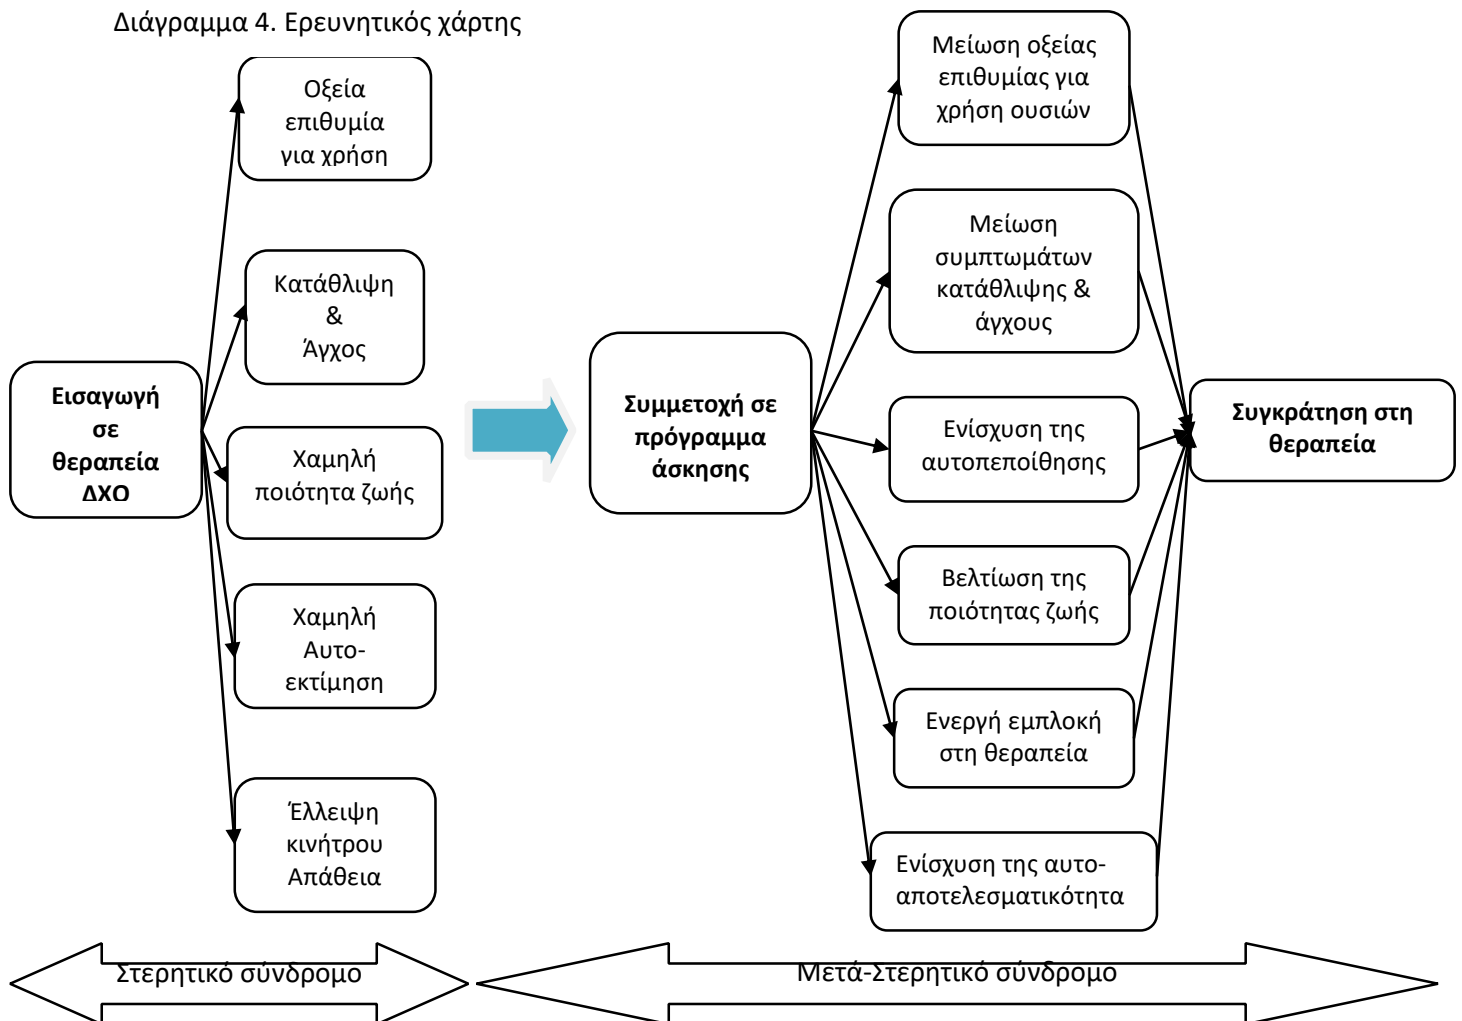 Διάγραμμα 4. Ερευνητικός χάρτης
Οξεία
επιθυμία
για χρήση
Κατάθλιψη
&
Άγχος
Εισαγωγή
σε
θεραπεία
ΔΧΟ
Χαμηλή
ποιότητα ζωής
Χαμηλή
Αυτο-
εκτίμηση
Έλλειψη
κινήτρου
Απάθεια
Συμμετοχή σε
πρόγραμμα
άσκησης
Μείωση οξείας
επιθυμίας για
χρήση ουσιών
Μείωση
συμπτωμάτων
κατάθλιψης &
άγχους
Ενίσχυση της
αυτοπεποίθησης
Βελτίωση της
ποιότητας ζωής
Ενεργή εμπλοκή
στη θεραπεία
Ενίσχυση της αυτο-
αποτελεσματικότητα
Συγκράτηση στη
θεραπεία
Στερητικό σύνδρομο
Μετά-Στερητικό σύνδρομο